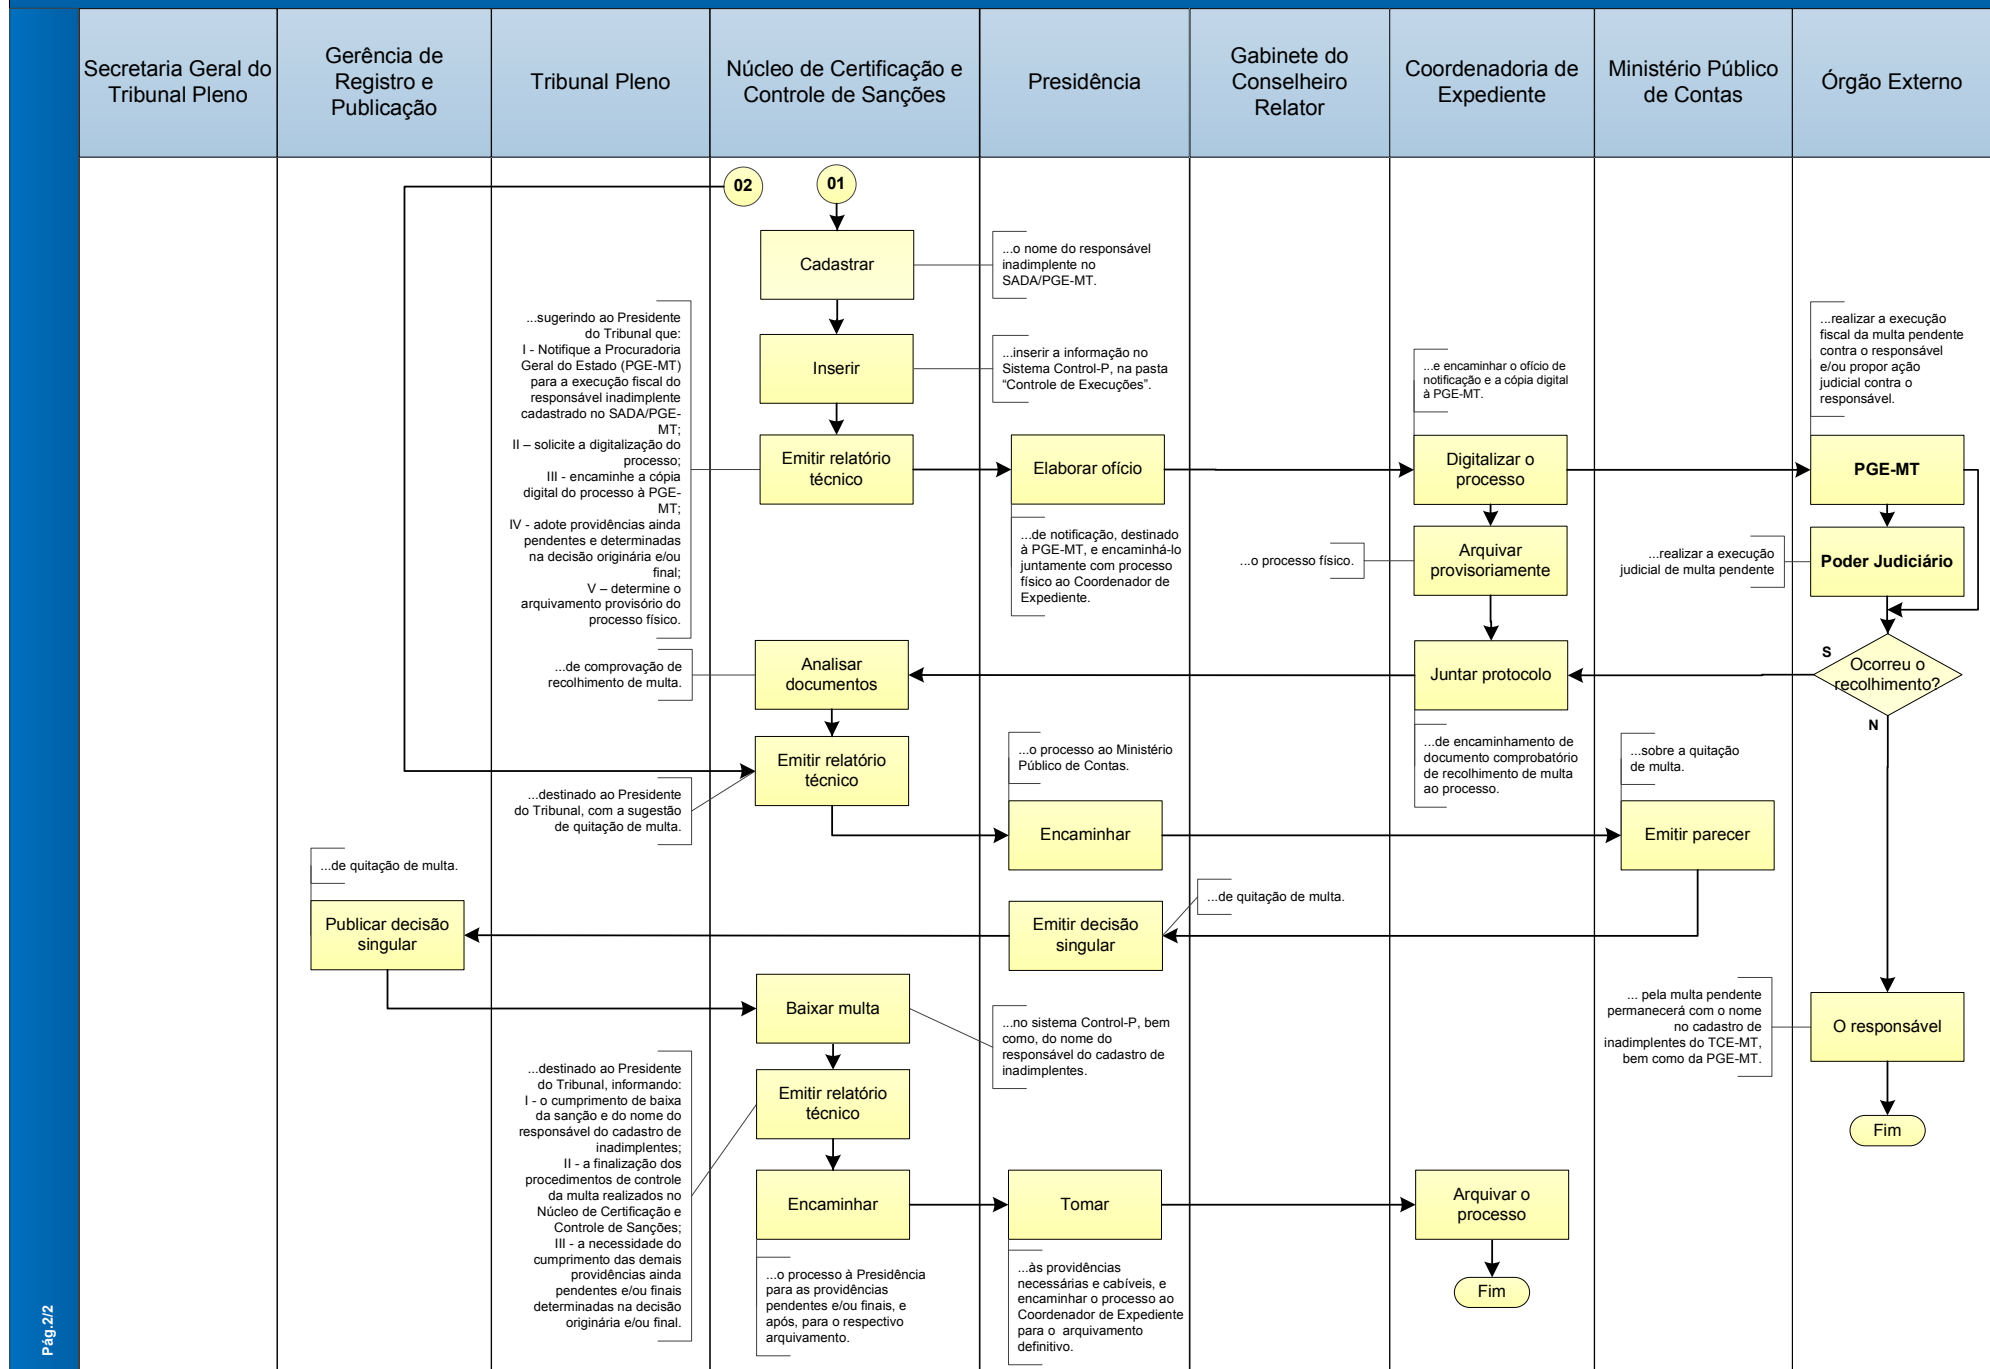 Secretaria Geral do
Tribunal Pleno
Gerência de
Registro e
Publicação
Tribunal Pleno
Núcleo de Certificação e
Controle de Sanções
Presidência
Gabinete do
Conselheiro
Relator
Coordenadoria de
Expediente
Ministério Público
de Contas
Órgão Externo
02
01
Cadastrar
...o nome do responsável
inadimplente no
SADA/PGE-MT.
...sugerindo ao Presidente
do Tribunal que:
I - Notifique a Procuradoria
Geral do Estado (PGE-MT)
para a execução fiscal do
responsável inadimplente
cadastrado no SADA/PGE-
MT;
II – solicite a digitalização do
processo;
III - encaminhe a cópia
digital do processo à PGE-
MT;
IV - adote providências ainda
pendentes e determinadas
na decisão originária e/ou
final;
V – determine o
arquivamento provisório do
processo físico.
Inserir
...inserir a informação no
Sistema Control-P, na pasta
“Controle de Execuções”.
...e encaminhar o ofício de
notificação e a cópia digital
à PGE-MT.
...realizar a execução
fiscal da multa pendente
contra o responsável
e/ou propor ação
judicial contra o
responsável.
Emitir relatório
técnico
Elaborar ofício
Digitalizar o
processo
PGE-MT
...de notificação, destinado
à PGE-MT, e encaminhá-lo
juntamente com processo
físico ao Coordenador de
Expediente.
...o processo físico.
Arquivar
provisoriamente
...realizar a execução
judicial de multa pendente
Poder Judiciário
...de comprovação de
recolhimento de multa.
Analisar
documentos
Juntar protocolo
S
Ocorreu o
recolhimento?
N
...destinado ao Presidente
do Tribunal, com a sugestão
de quitação de multa.
Emitir relatório
técnico
...o processo ao Ministério
Público de Contas.
...de encaminhamento de
documento comprobatório
de recolhimento de multa
ao processo.
...sobre a quitação
de multa.
Encaminhar
Emitir parecer
...de quitação de multa.
Publicar decisão
singular
Emitir decisão
singular
...de quitação de multa.
Baixar multa
...no sistema Control-P, bem
como, do nome do
responsável do cadastro de
inadimplentes.
... pela multa pendente
permanecerá com o nome
no cadastro de
inadimplentes do TCE-MT,
bem como da PGE-MT.
O responsável
...destinado ao Presidente
do Tribunal, informando:
I - o cumprimento de baixa
da sanção e do nome do
responsável do cadastro de
inadimplentes;
II - a finalização dos
procedimentos de controle
da multa realizados no
Núcleo de Certificação e
Controle de Sanções;
III - a necessidade do
cumprimento das demais
providências ainda
pendentes e/ou finais
determinadas na decisão
originária e/ou final.
Emitir relatório
técnico
Fim
Encaminhar
Tomar
Arquivar o
processo
...o processo à Presidência
para as providências
pendentes e/ou finais, e
após, para o respectivo
arquivamento.
...às providências
necessárias e cabíveis, e
encaminhar o processo ao
Coordenador de Expediente
para o  arquivamento
definitivo.
Fim
Pág.2/2